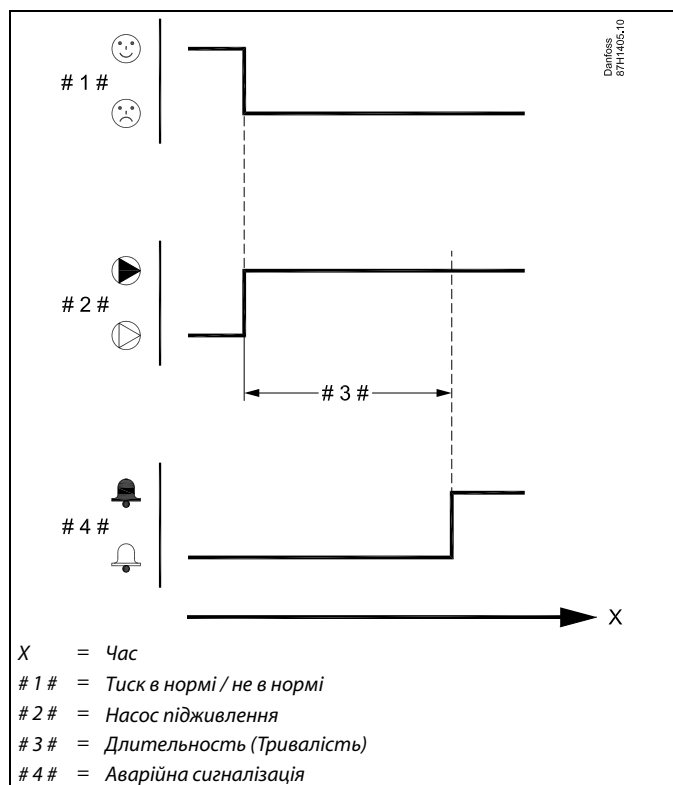 Danfoss
87H1405.10
# 1 #
# 2 #
# 3 #
# 4 #
X
X = Час
# 1 # = Тиск в нормі / не в нормі
# 2 # = Насос підживлення
# 3 # = Длительность (Тривалість)
# 4 # = Аварійна сигналізація